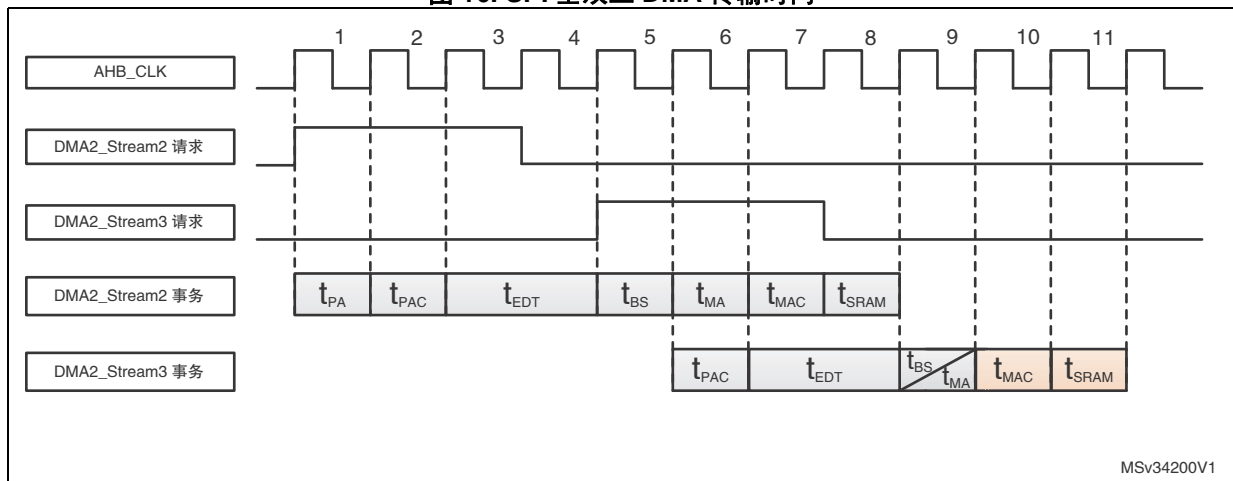 1 2 3 4 5 6 7 8 9 10 11
AHB_CLK
DMA2_Stream2 请求
DMA2_Stream3 请求
DMA2_Stream2 事务 tPA tPAC tEDT tBS tMA tMAC tSRAM
DMA2_Stream3 事务 tPAC tEDT tBS tMA tMAC tSRAM
MSv34200V1